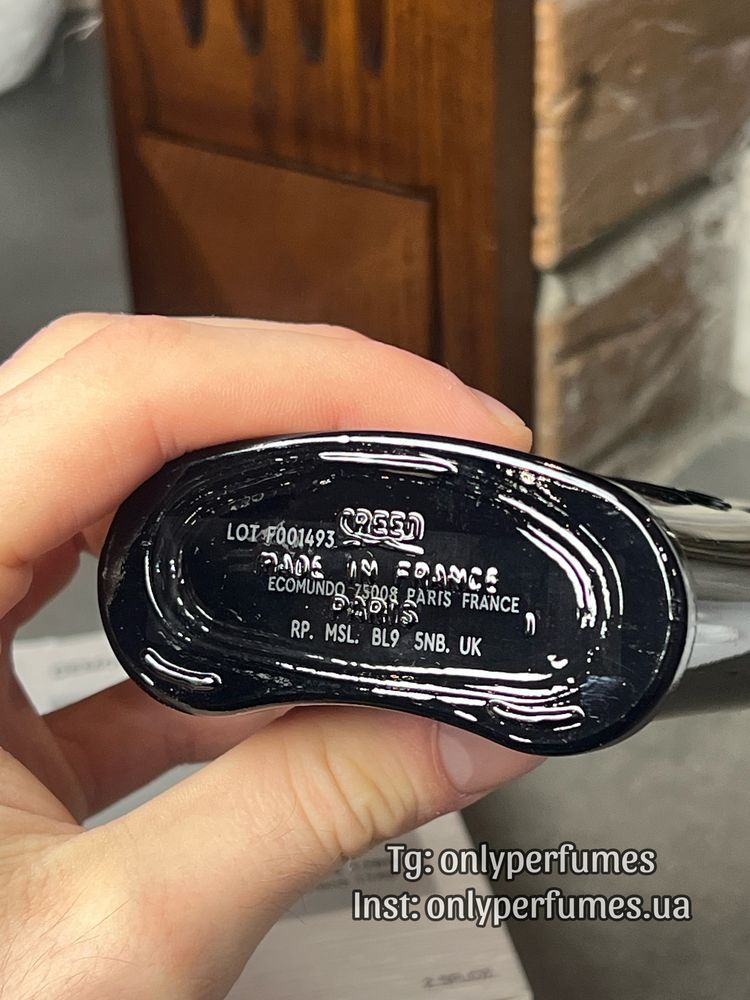 CREED
LOT F001493
MADE IN FRANCE
ECOMUNDO 75008 PARIS FRANCE
PARIS
RP. MSL. BL9 5NB. UK
Tg: onlyperfumes
Inst: onlyperfumes.ua